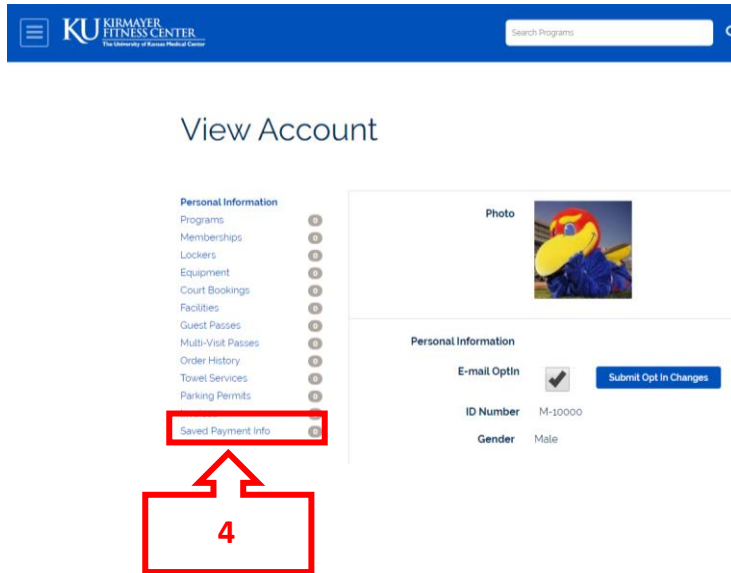 KU KIRMAYER
FITNESS CENTER
The University of Kansas Medical Center
Search Programs
View Account
Personal Information
Programs 0
Memberships 0
Lockers 0
Equipment 0
Court Bookings 0
Facilities 0
Guest Passes 0
Multi-Visit Passes 0
Order History 0
Towel Services 0
Parking Permits 0
Saved Payment Info 0
Photo
Personal Information
E-mail OptIn
Submit Opt In Changes
ID Number M-10000
Gender Male
4